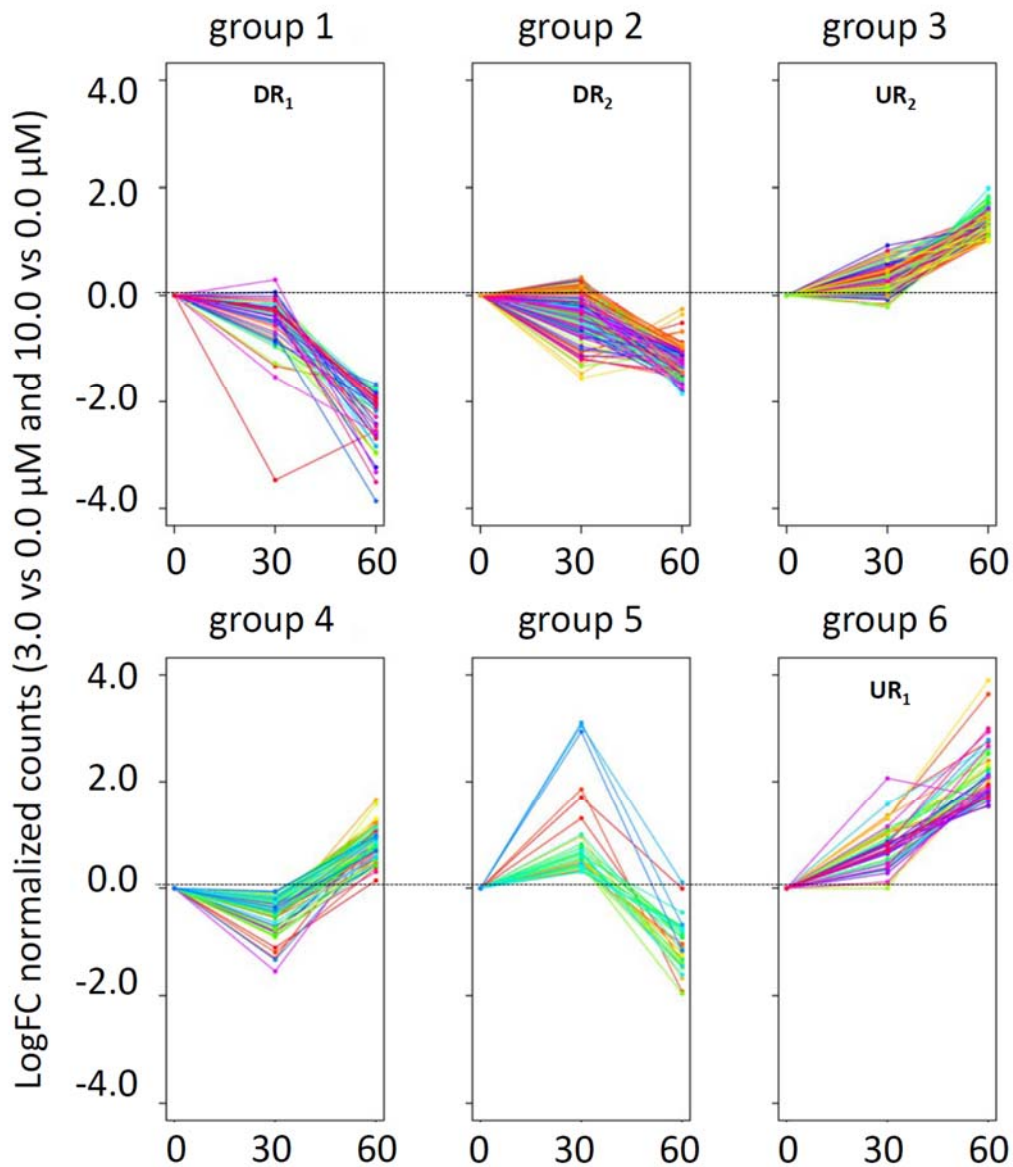 group 1 group 2 group 3
LogFC normalized counts (3.0 vs 0.0 µM and 10.0 vs 0.0 µM)
4.0
2.0
0.0
-2.0
-4.0
DR1
DR2
UR2
0 30 60 0 30 60 0 30 60
group 4 group 5 group 6
4.0
2.0
0.0
-2.0
-4.0
UR1
0 30 60 0 30 60 0 30 60